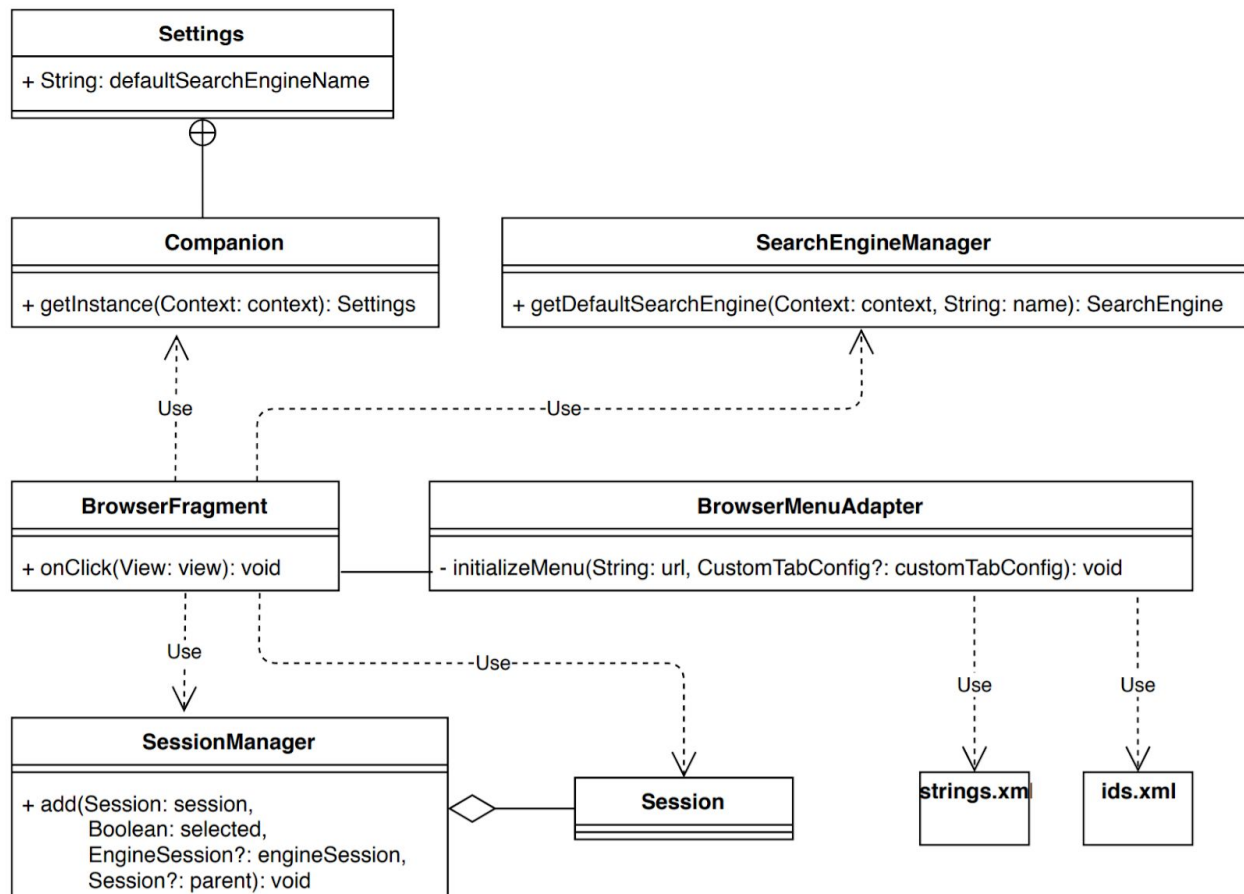 Settings
+ String: defaultSearchEngineName
Companion
+ getInstance(Context: context): Settings
SearchEngineManager
+ getDefaultSearchEngine(Context: context, String: name): SearchEngine
Use
Use
BrowserFragment
+ onClick(View: view): void
BrowserMenuAdapter
- initializeMenu(String: url, CustomTabConfig?: customTabConfig): void
Use
Use
Use
Use
SessionManager
+ add(Session: session,
Boolean: selected,
EngineSession?: engineSession,
Session?: parent): void
Session
strings.xml
ids.xml